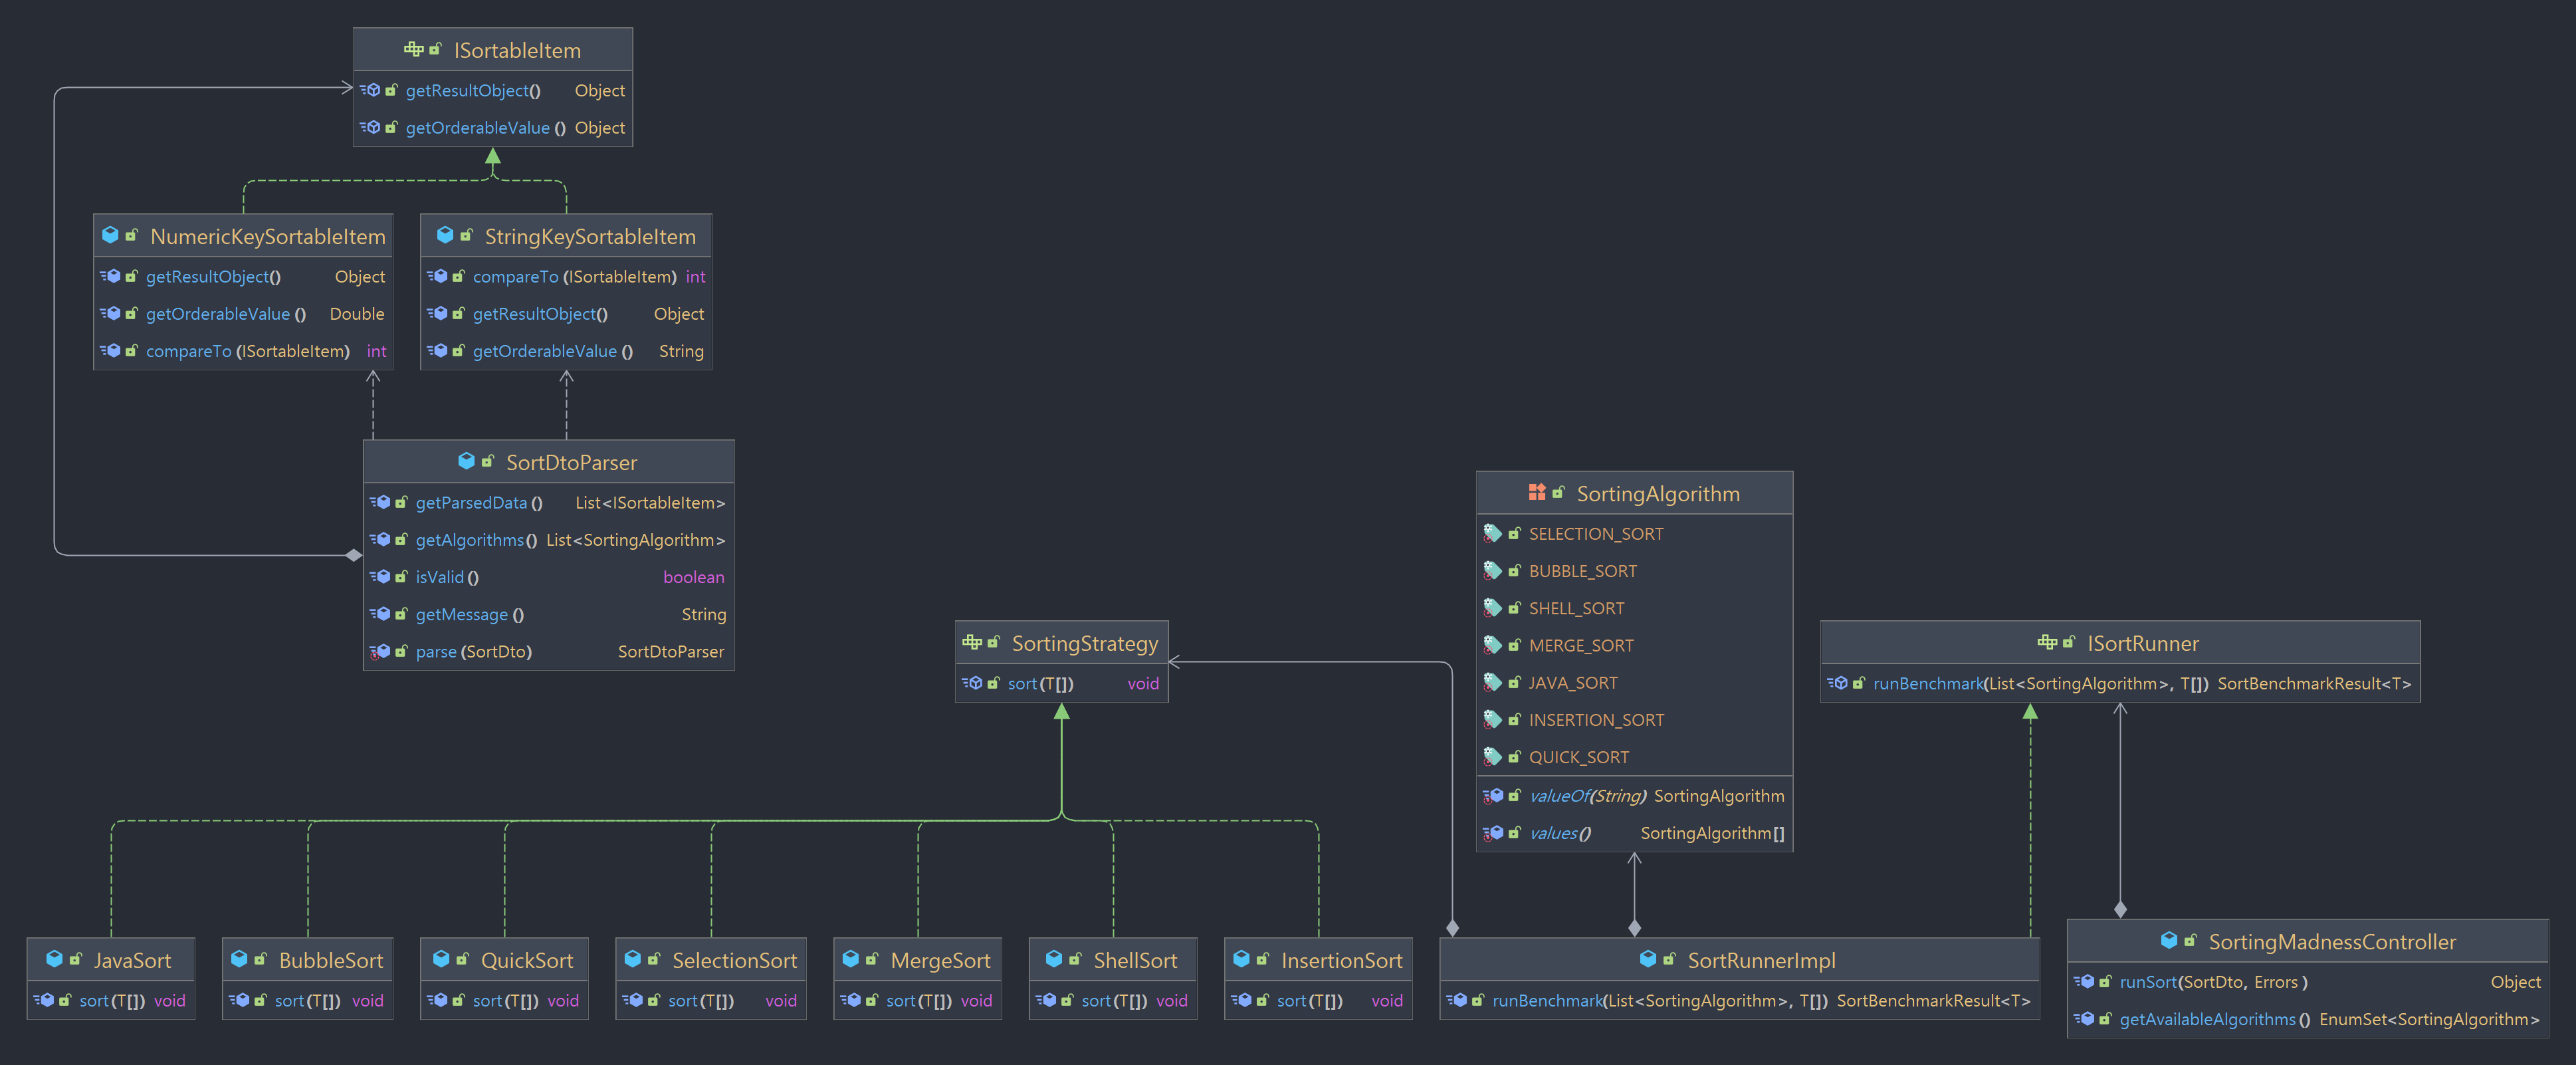 ISortableItem
getResultObject() Object
getOrderableValue () Object
NumericKeySortableItem
getResultObject() Object
getOrderableValue () Double
compareTo (ISortableItem) int
StringKeySortableItem
compareTo (ISortableItem) int
getResultObject() Object
getOrderableValue () String
SortDtoParser
getParsedData () List<ISortableItem>
getAlgorithms() List<SortingAlgorithm>
isValid () boolean
getMessage () String
parse (SortDto) SortDtoParser
SortingStrategy
sort(T[]) void
SortingAlgorithm
SELECTION_SORT
BUBBLE_SORT
SHELL_SORT
MERGE_SORT
JAVA_SORT
INSERTION_SORT
QUICK_SORT
valueOf(String) SortingAlgorithm
values() SortingAlgorithm[]
ISortRunner
runBenchmark(List<SortingAlgorithm>, T[]) SortBenchmarkResult<T>
JavaSort
sort(T[]) void
BubbleSort
sort(T[]) void
QuickSort
sort(T[]) void
SelectionSort
sort(T[]) void
MergeSort
sort(T[]) void
ShellSort
sort(T[]) void
InsertionSort
sort(T[]) void
SortRunnerImpl
runBenchmark(List<SortingAlgorithm>, T[]) SortBenchmarkResult<T>
SortingMadnessController
runSort(SortDto, Errors ) Object
getAvailableAlgorithms () EnumSet<SortingAlgorithm>